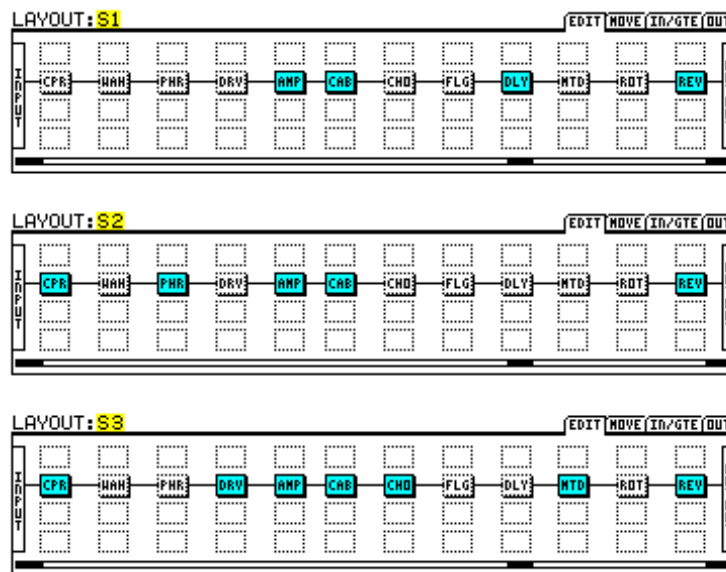 LAYOUT:S1 EDIT MOVE IN/GTE OUT
INPUT CPR WAH PHR DRV AMP CAB CHO FLG DLY MTD ROT REV
LAYOUT:S2 EDIT MOVE IN/GTE OUT
INPUT CPR WAH PHR DRV AMP CAB CHO FLG DLY MTD ROT REV
LAYOUT:S3 EDIT MOVE IN/GTE OUT
INPUT CPR WAH PHR DRV AMP CAB CHO FLG DLY MTD ROT REV